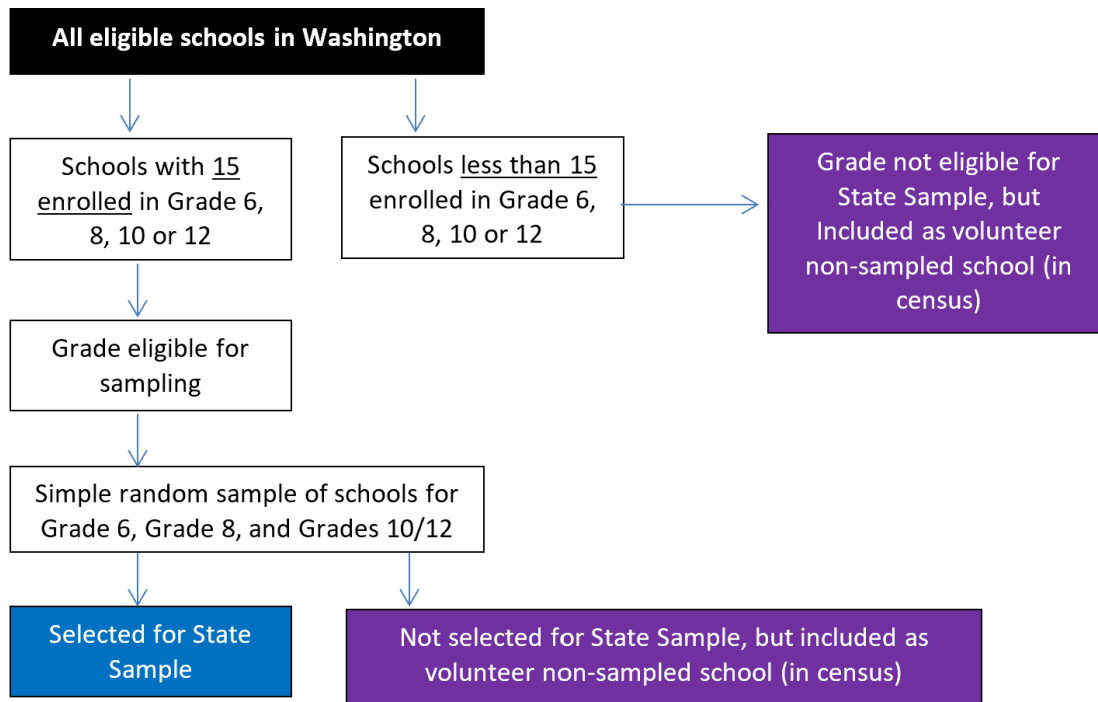 All eligible schools in Washington
Schools with 15
enrolled in Grade 6,
8, 10 or 12
Schools less than 15
enrolled in Grade 6,
8, 10 or 12
Grade not eligible for
State Sample, but
Included as volunteer
non-sampled school (in
census)
Grade eligible for
sampling
Simple random sample of schools for
Grade 6, Grade 8, and Grades 10/12
Selected for State
Sample
Not selected for State Sample, but included as
volunteer non-sampled school (in census)